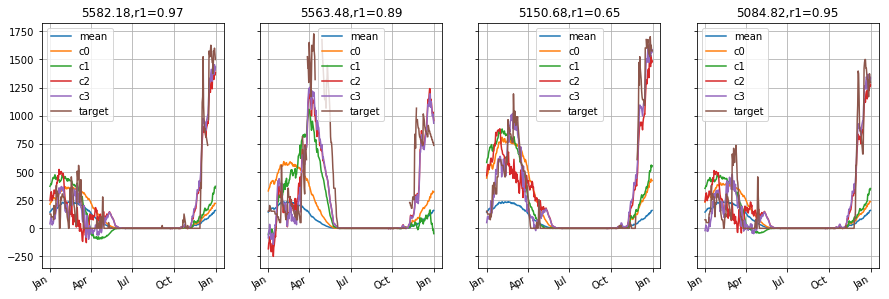 5582.18,r1=0.97
5563.48,r1=0.89
5150.68,r1=0.65
5084.82,r1=0.95
1750
1500
1250
1000
750
500
250
0
−250
mean
c0
c1
c2
c3
target
mean
c0
c1
c2
c3
target
mean
c0
c1
c2
c3
target
mean
c0
c1
c2
c3
target
Jan Apr Jul Oct Jan
Jan Apr Jul Oct Jan
Jan Apr Jul Oct Jan
Jan Apr Jul Oct Jan